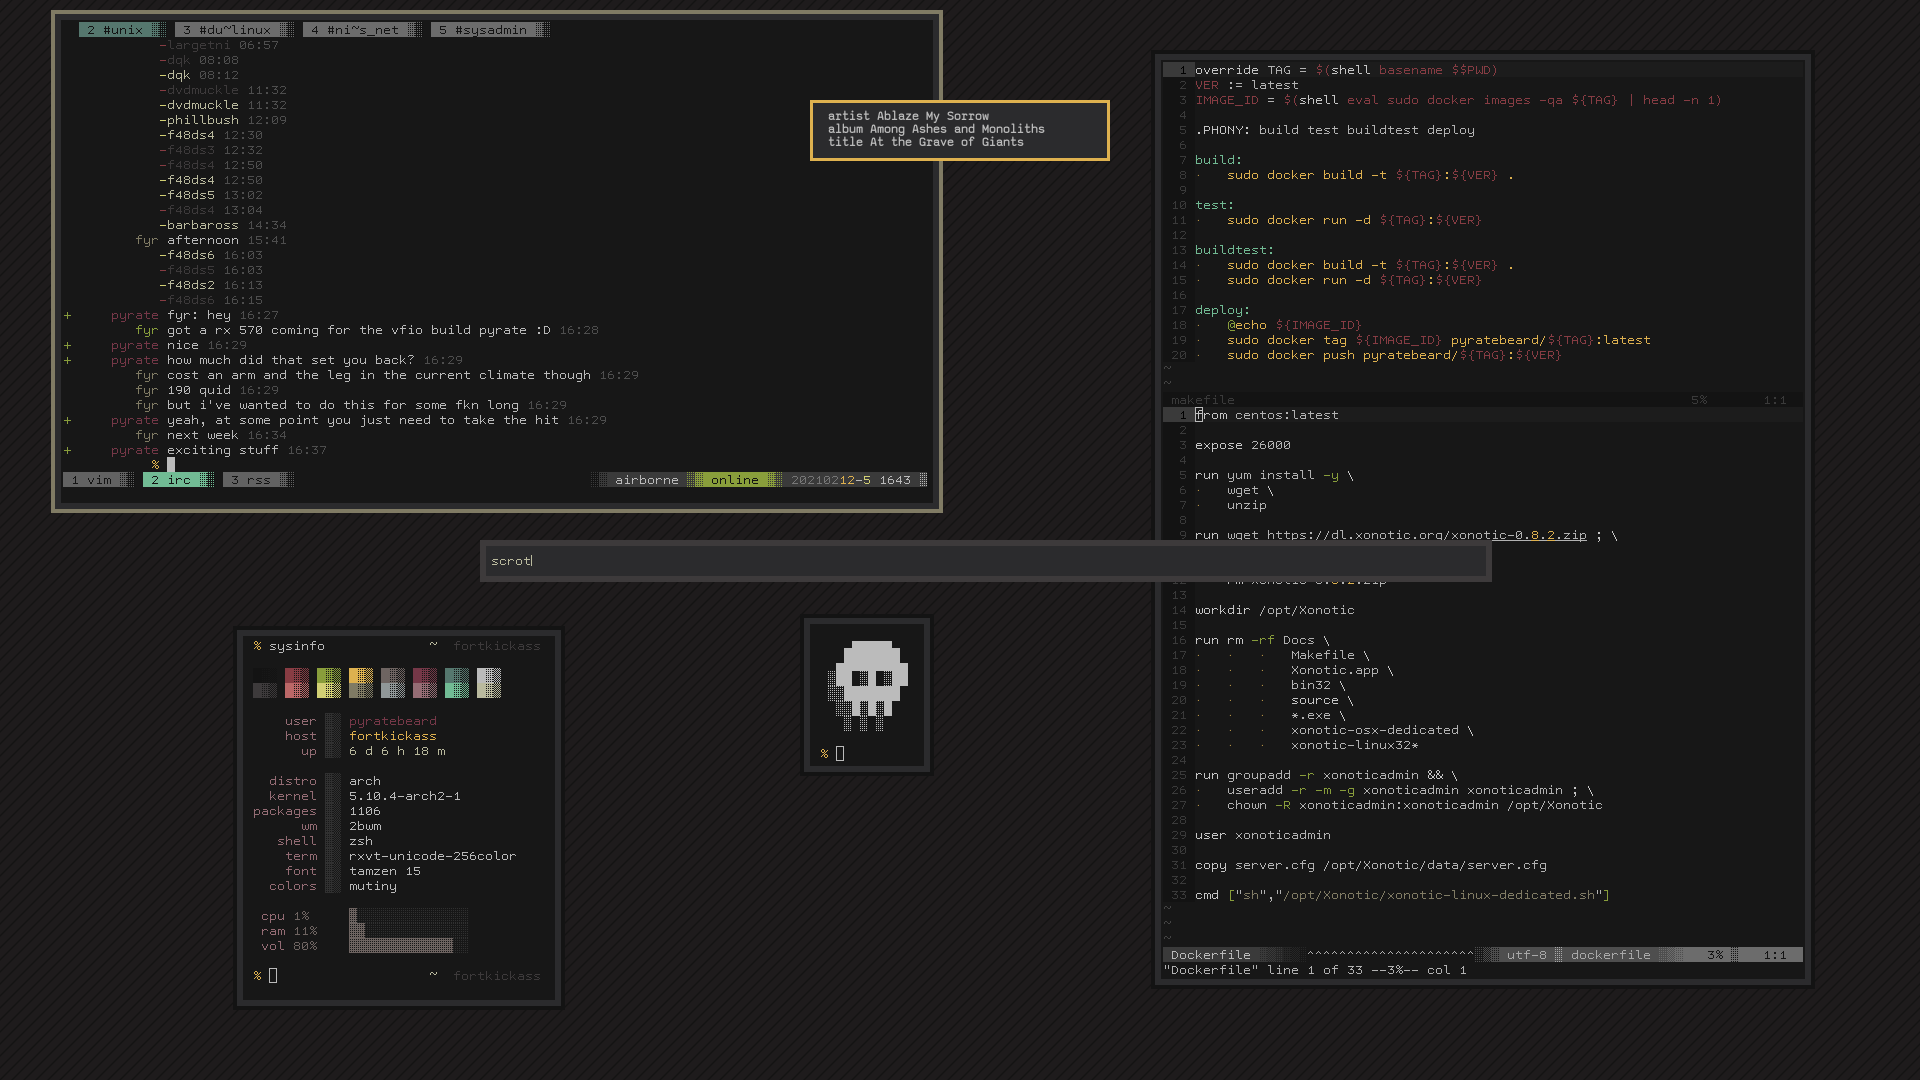 2 #unix 3 #du~linux 4 #ni~s_net 5 #sysadmin
-largetni 06:57
-dqk 08:08
-dqk 08:12
-dvdmuckle 11:32
-dvdmuckle 11:32
-phillbush 12:09
-f48ds4 12:30
-f48ds3 12:32
-f48ds4 12:50
-f48ds4 12:50
-f48ds5 13:02
-f48ds4 13:04
-barbaross 14:34
fyr afternoon 15:41
-f48ds6 16:03
-f48ds5 16:03
-f48ds2 16:13
-f48ds6 16:15
+ pyrate fyr: hey 16:27
fyr got a rx 570 coming for the vfio build pyrate :D 16:28
+ pyrate nice 16:29
+ pyrate how much did that set you back? 16:29
fyr cost an arm and the leg in the current climate though 16:29
fyr 190 quid 16:29
fyr but i've wanted to do this for some fkn long 16:29
+ pyrate yeah, at some point you just need to take the hit 16:29
fyr next week 16:34
+ pyrate exciting stuff 16:37
%
1 vim 2 irc 3 rss airborne online 20210212-5 1643
artist Ablaze My Sorrow
album Among Ashes and Monoliths
title At the Grave of Giants
scrot
% sysinfo ~ fortkickass
user pyratebeard
host fortkickass
up 6 d 6 h 18 m
distro arch
kernel 5.10.4-arch2-1
packages 1106
wm 2bwm
shell zsh
term rxvt-unicode-256color
font tamzen 15
colors mutiny
cpu 1%
ram 11%
vol 80%
% ~ fortkickass
%
1 override TAG = $(shell basename $$PWD)
2 VER := latest
3 IMAGE_ID = $(shell eval sudo docker images -qa ${TAG} | head -n 1)
4
5 .PHONY: build test buildtest deploy
6
7 build:
8 · sudo docker build -t ${TAG}:${VER} .
9
10 test:
11 · sudo docker run -d ${TAG}:${VER}
12
13 buildtest:
14 · sudo docker build -t ${TAG}:${VER} .
15 · sudo docker run -d ${TAG}:${VER}
16
17 deploy:
18 · @echo ${IMAGE_ID}
19 · sudo docker tag ${IMAGE_ID} pyratebeard/${TAG}:latest
20 · sudo docker push pyratebeard/${TAG}:${VER}
~
~
makefile 5% 1:1
1 from centos:latest
2
3 expose 26000
4
5 run yum install -y \
6 · wget \
7 · unzip
8
9 run wget https://dl.xonotic.org/xonotic-0.8.2.zip ; \
13
14 workdir /opt/Xonotic
15
16 run rm -rf Docs \
17 · · · Makefile \
18 · · · Xonotic.app \
19 · · · bin32 \
20 · · · source \
21 · · · *.exe \
22 · · · xonotic-osx-dedicated \
23 · · · xonotic-linux32*
24
25 run groupadd -r xonoticadmin && \
26 · useradd -r -m -g xonoticadmin xonoticadmin ; \
27 · chown -R xonoticadmin:xonoticadmin /opt/Xonotic
28
29 user xonoticadmin
30
31 copy server.cfg /opt/Xonotic/data/server.cfg
32
33 cmd ["sh","/opt/Xonotic/xonotic-linux-dedicated.sh"]
~
~
~
Dockerfile ^^^^^^^^^^^^^^^^^^^^^ utf-8 dockerfile 3% 1:1
"Dockerfile" line 1 of 33 --3%-- col 1